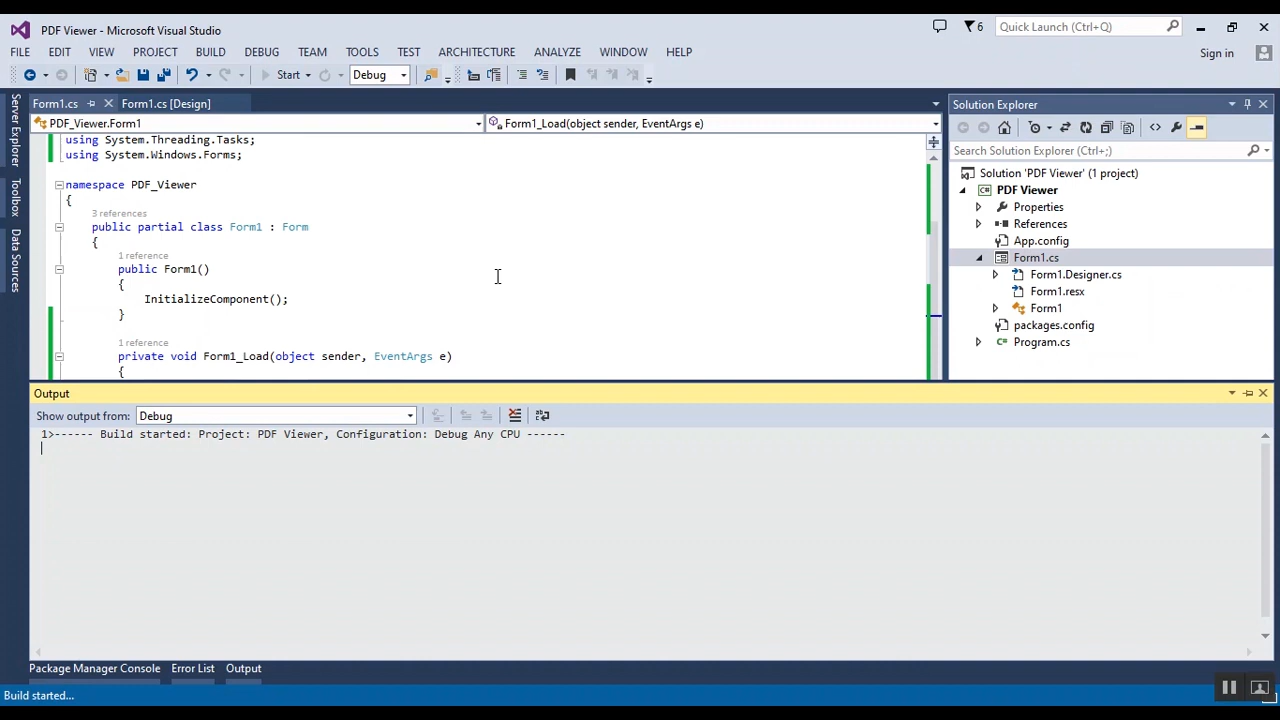 PDF Viewer - Microsoft Visual Studio
6
Quick Launch (Ctrl+Q)
FILE EDIT VIEW PROJECT BUILD DEBUG TEAM TOOLS TEST ARCHITECTURE ANALYZE WINDOW HELP
Sign in
Start
Debug
Form1.cs
Form1.cs [Design]
Solution Explorer
PDF_Viewer.Form1
Form1_Load(object sender, EventArgs e)
Server Explorer
Toolbox
Data Sources
using System.Threading.Tasks;
using System.Windows.Forms;
namespace PDF_Viewer
{
3 references
public partial class Form1 : Form
{
1 reference
public Form1()
{
InitializeComponent();
}
1 reference
private void Form1_Load(object sender, EventArgs e)
{
Search Solution Explorer (Ctrl+;)
Solution 'PDF Viewer' (1 project)
PDF Viewer
Properties
References
App.config
Form1.cs
Form1.Designer.cs
Form1.resx
Form1
packages.config
Program.cs
Output
Show output from: Debug
1>------ Build started: Project: PDF Viewer, Configuration: Debug Any CPU ------
Package Manager Console
Error List
Output
Build started...